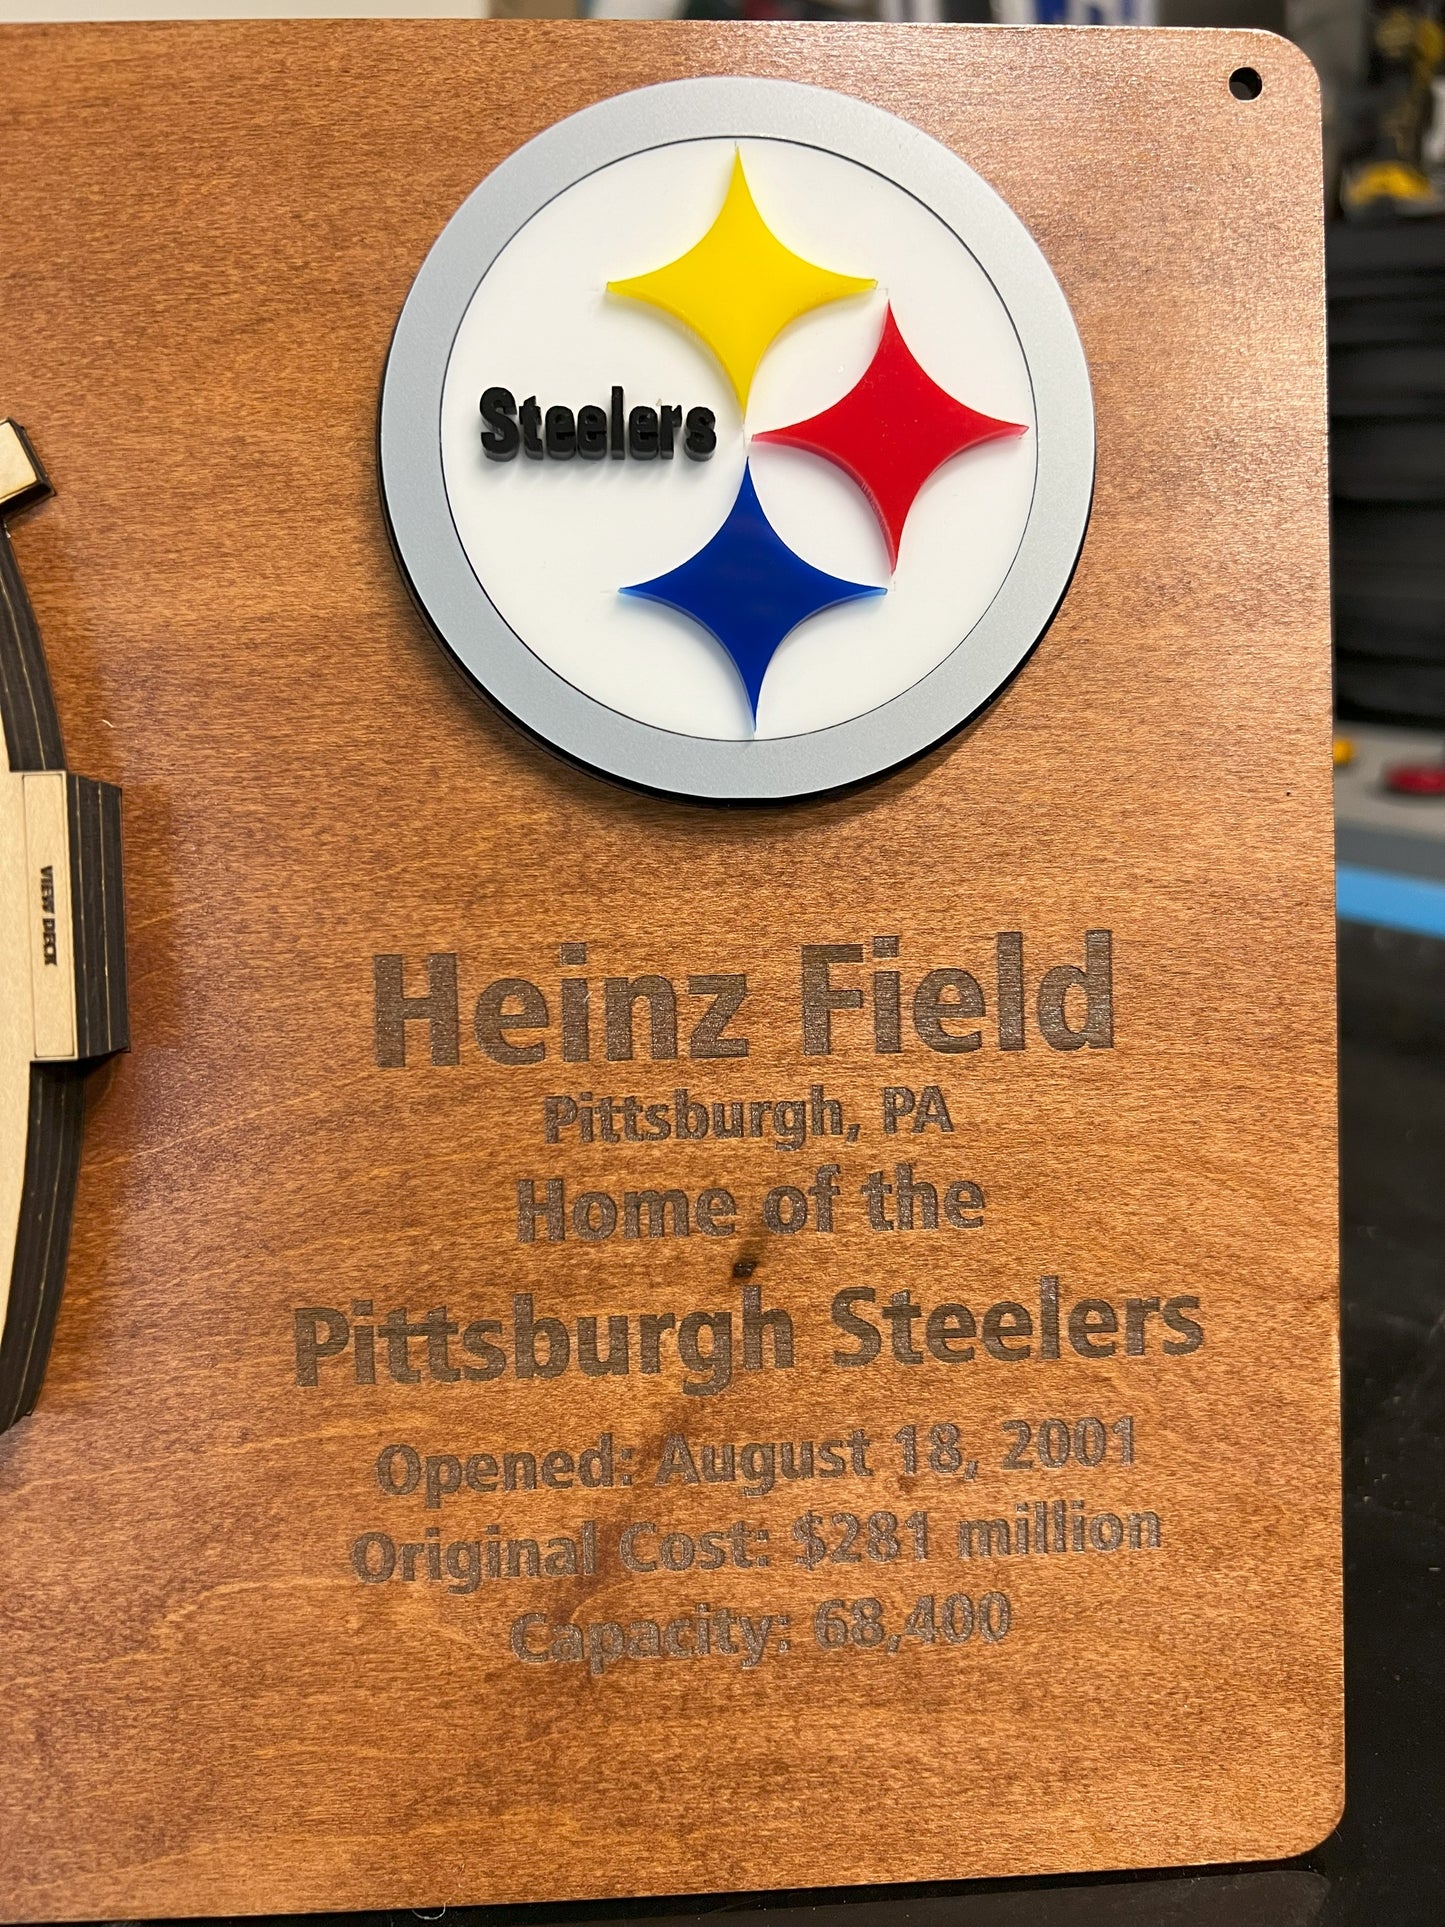 Steelers
VIEW DECK
Heinz Field
Pittsburgh, PA
Home of the
Pittsburgh Steelers
Opened: August 18, 2001
Original Cost: $281 million
Capacity: 68,400